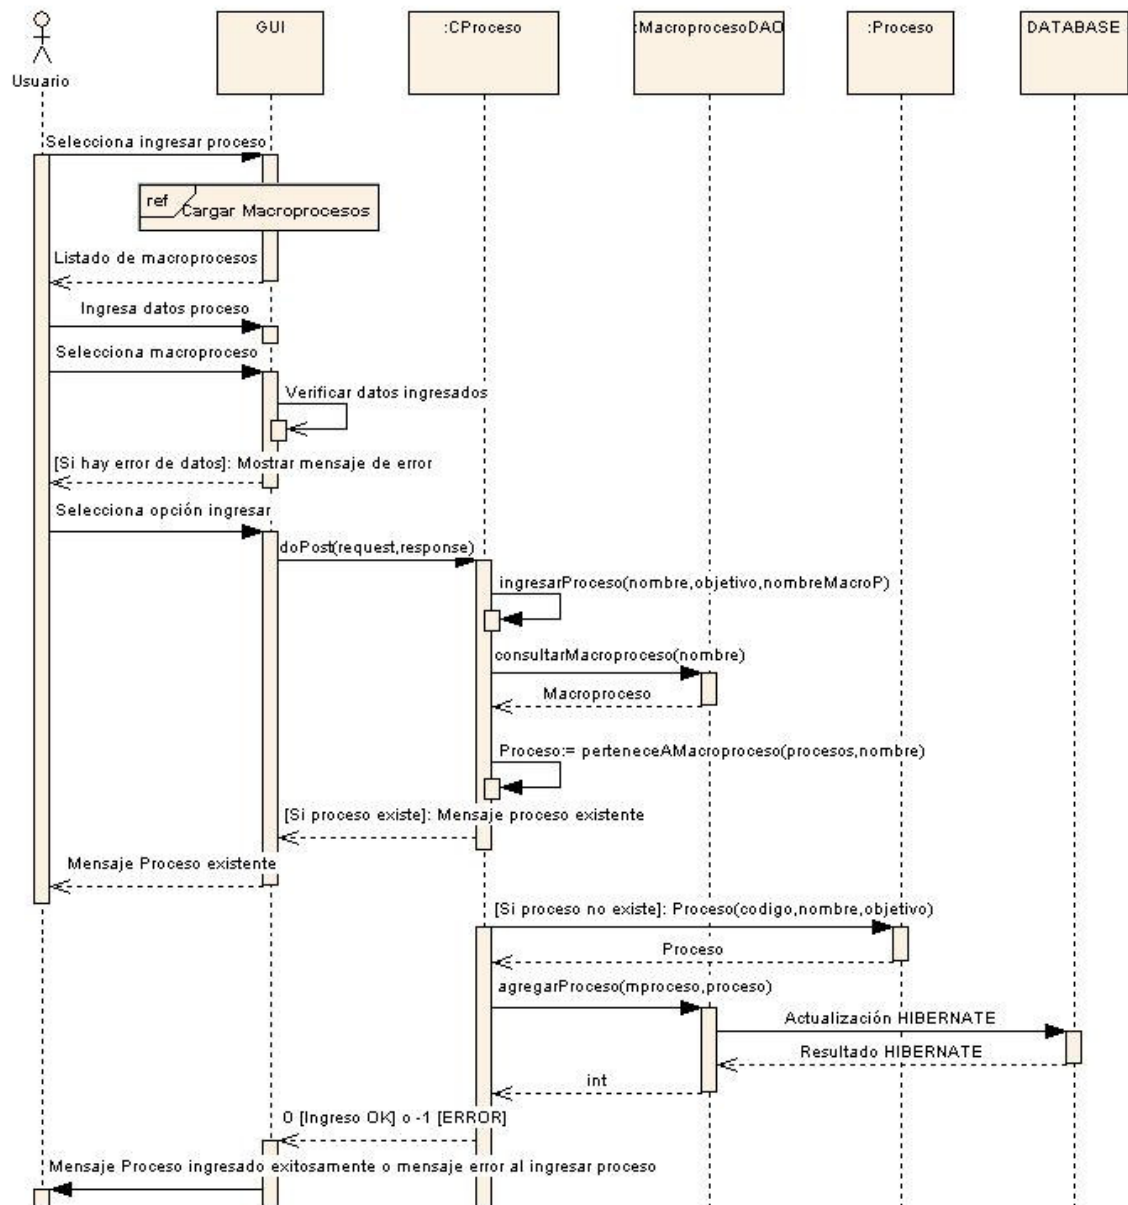 GUI
:CProceso
:MacroprocesoDAO
:Proceso
DATABASE
Usuario
Selecciona ingresar proceso
ref
Cargar Macroprocesos
Listado de macroprocesos
Ingresa datos proceso
Selecciona macroproceso
Verificar datos ingresados
[Si hay error de datos]: Mostrar mensaje de error
Selecciona opción ingresar
doPost(request,response)
ingresarProceso(nombre,objetivo,nombreMacroP)
consultarMacroproceso(nombre)
Macroproceso
Proceso:= perteneceAMacroproceso(procesos,nombre)
[Si proceso existe]: Mensaje proceso existente
Mensaje Proceso existente
[Si proceso no existe]: Proceso(codigo,nombre,objetivo)
Proceso
agregarProceso(mproceso,proceso)
Actualización HIBERNATE
Resultado HIBERNATE
int
0 [Ingreso OK] o -1 [ERROR]
Mensaje Proceso ingresado exitosamente o mensaje error al ingresar proceso